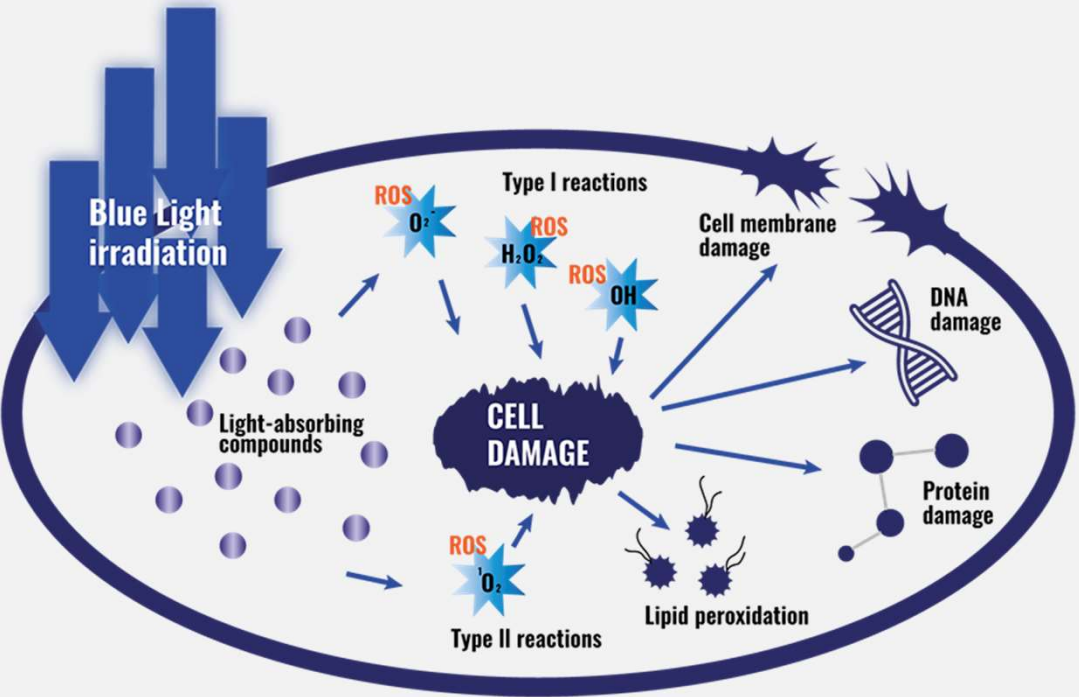 Blue Light
irradiation
ROS
O₂⁻
Type I reactions
ROS
H₂O₂
ROS
OH
Cell membrane
damage
DNA
damage
Light-absorbing
compounds
CELL
DAMAGE
Protein
damage
ROS
¹O₂
Type II reactions
Lipid peroxidation